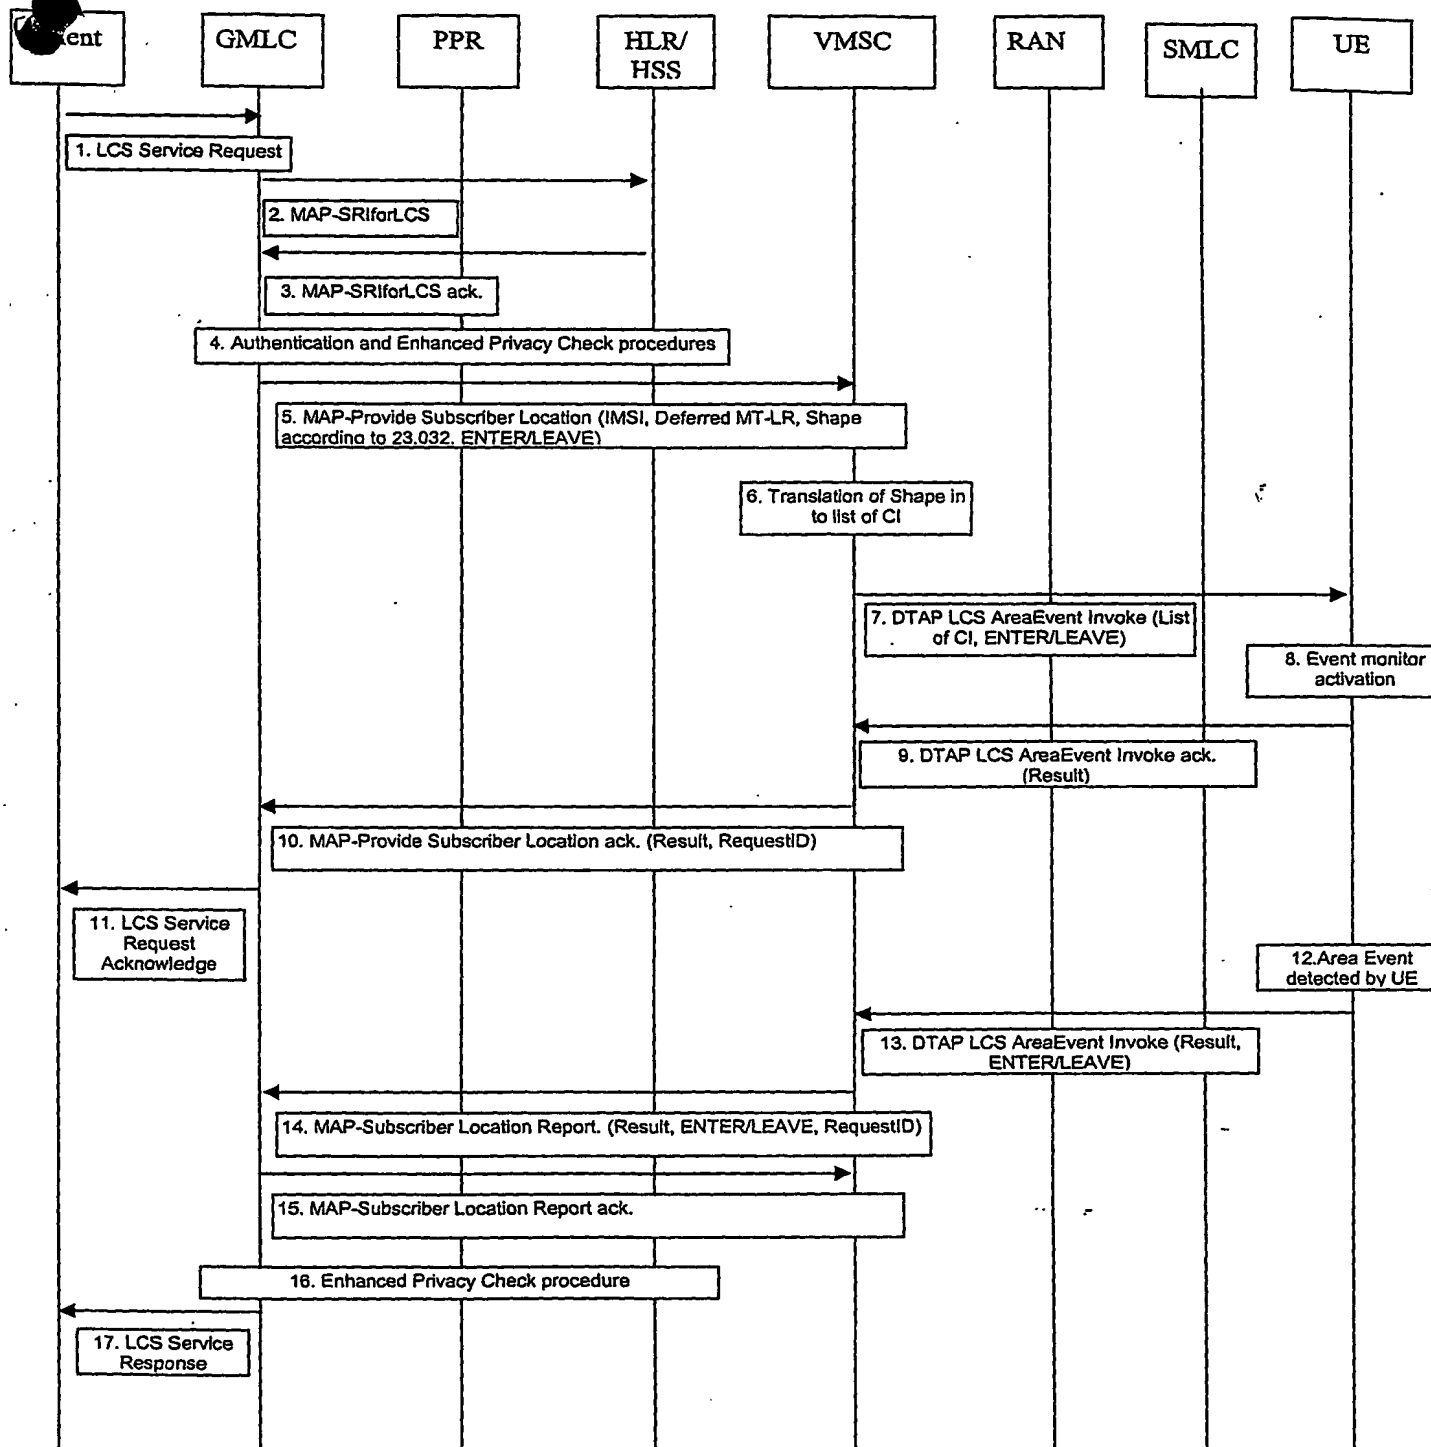 GMLC
PPR
HLR/
HSS
VMSC
RAN
SMLC
UE
1. LCS Service Request
2. MAP-SRIforLCS
3. MAP-SRIforLCS ack.
4. Authentication and Enhanced Privacy Check procedures
5. MAP-Provide Subscriber Location (IMSI, Deferred MT-LR, Shape
according to 23.032, ENTER/LEAVE)
6. Translation of Shape in
to list of CI
7. DTAP LCS AreaEvent Invoke (List
of CI, ENTER/LEAVE)
8. Event monitor
activation
9. DTAP LCS AreaEvent Invoke ack.
(Result)
10. MAP-Provide Subscriber Location ack. (Result, RequestID)
11. LCS Service
Request
Acknowledge
12.Area Event
detected by UE
13. DTAP LCS AreaEvent Invoke (Result,
ENTER/LEAVE)
14. MAP-Subscriber Location Report. (Result, ENTER/LEAVE, RequestID)
15. MAP-Subscriber Location Report ack.
16. Enhanced Privacy Check procedure
17. LCS Service
Response